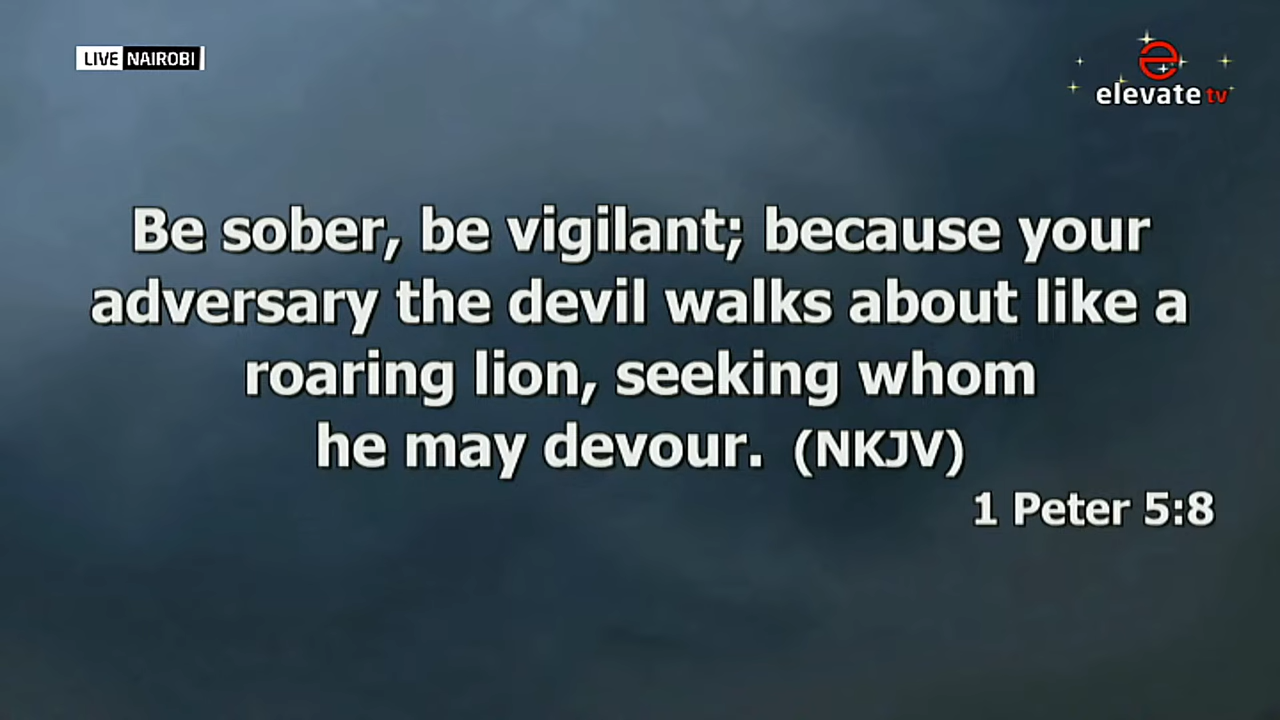 LIVE NAIROBI
elevate tv
Be sober, be vigilant; because your
adversary the devil walks about like a
roaring lion, seeking whom
he may devour. (NKJV)
1 Peter 5:8